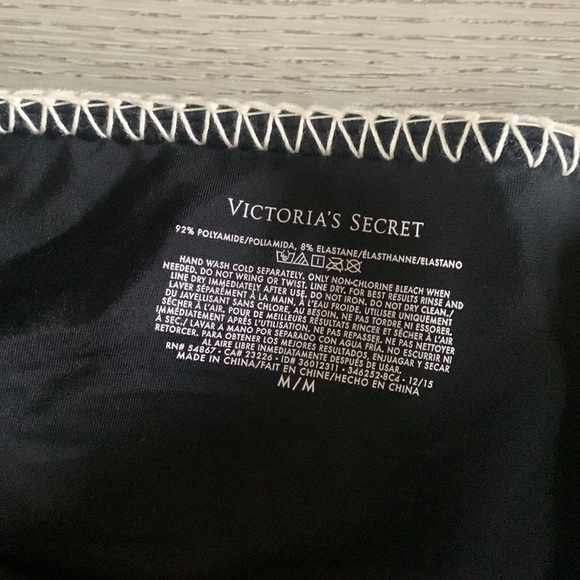 VICTORIA'S SECRET
92% POLYAMIDE/POLIAMIDA, 8% ELASTANE/ÉLASTHANNE/ELASTANO
HAND WASH COLD SEPARATELY. ONLY NON-CHLORINE BLEACH WHEN
NEEDED. DO NOT WRING OR TWIST. LINE DRY. FOR BEST RESULTS RINSE AND
LINE DRY IMMEDIATELY AFTER USE. DO NOT IRON. DO NOT DRY CLEAN./
LAVER SÉPARÉMENT À LA MAIN, À L'EAU FROIDE. UTILISER UNIQUEMENT
DU JAVELLISANT SANS CHLORE, AU BESOIN. NE PAS TORDRE NI ESSORER
SÉCHER À L'AIR. POUR DE MEILLEURS RÉSULTATS RINCER ET SÉCHER À L'AIR
IMMÉDIATEMENT APRÈS USAGE. NE PAS REPASSER. NE PAS NETTOYER
À SEC./ LAVAR A MANO POR SEPARADO CON AGUA FRÍA. NO ESCURRIR NI
RETORCER. PARA OBTENER LOS MEJORES RESULTADOS, ENJUAGAR Y SECAR
AL AIRE LIBRE INMEDIATAMENTE DESPUÉS DE USAR.
RN# 54867 • CA# 23226 • ID# 36012311 • 346252-8C4 • 12/15
MADE IN CHINA/FAIT EN CHINE/HECHO EN CHINA
M/M